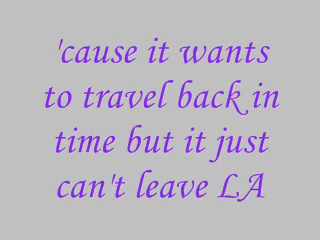 'cause it wants
to travel back in
time but it just
can't leave LA